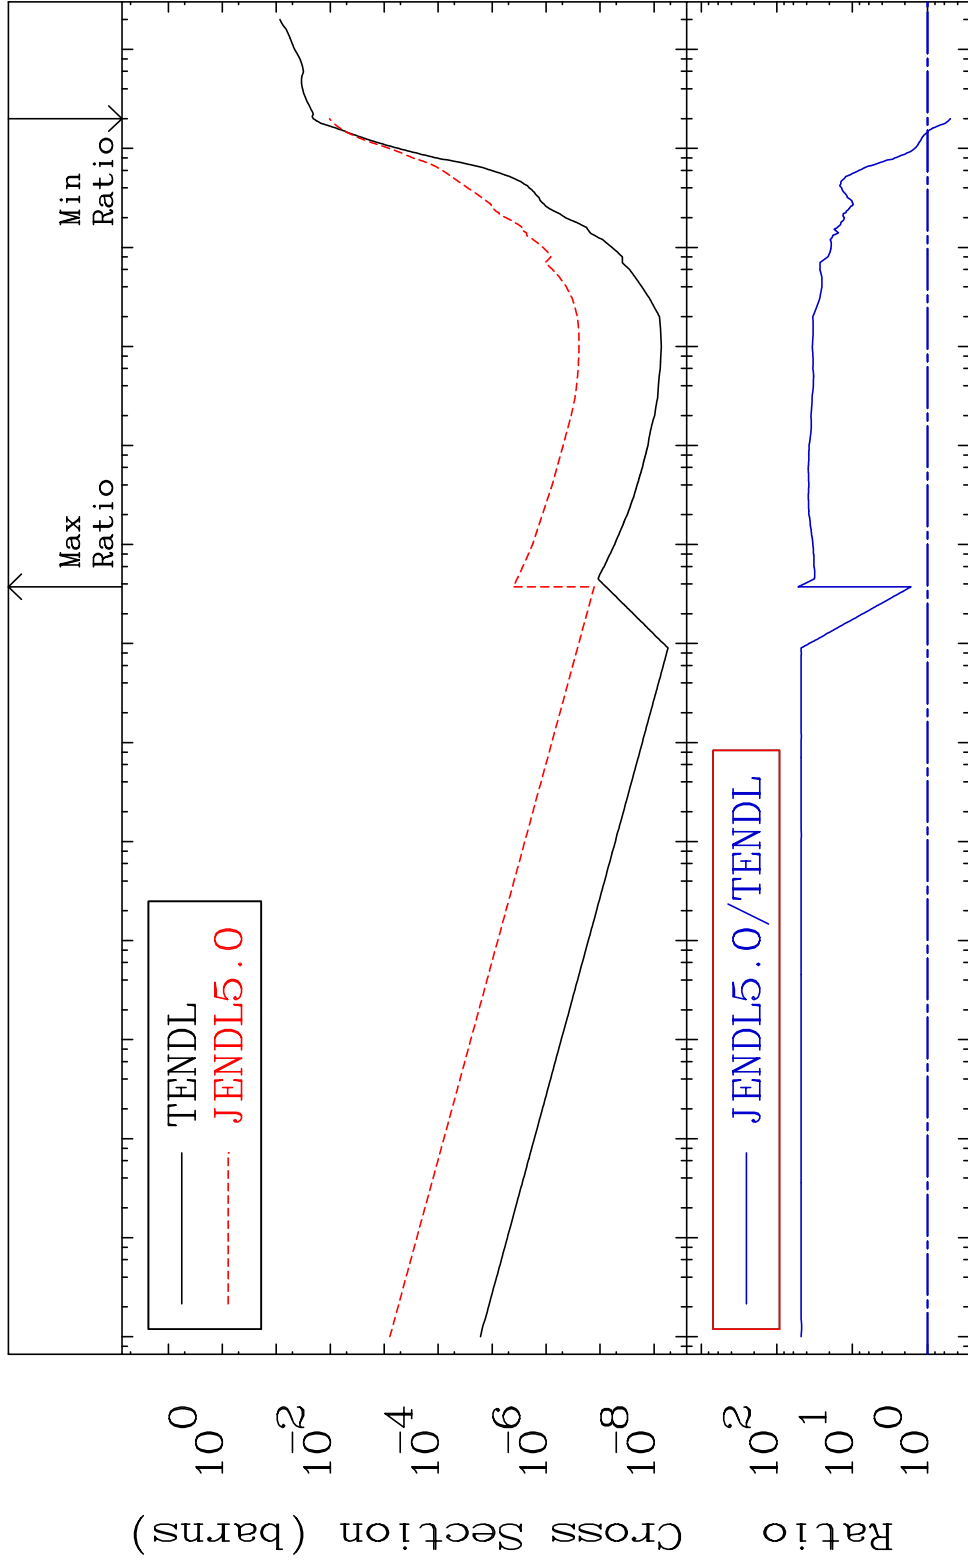 Max
Ratio
Min
Ratio
TENDL
JENDL5.0
Cross Section (barns)
10^0
10^-2
10^-4
10^-6
10^-8
JENDL5.0/TENDL
Ratio
10^2
10^1
10^0